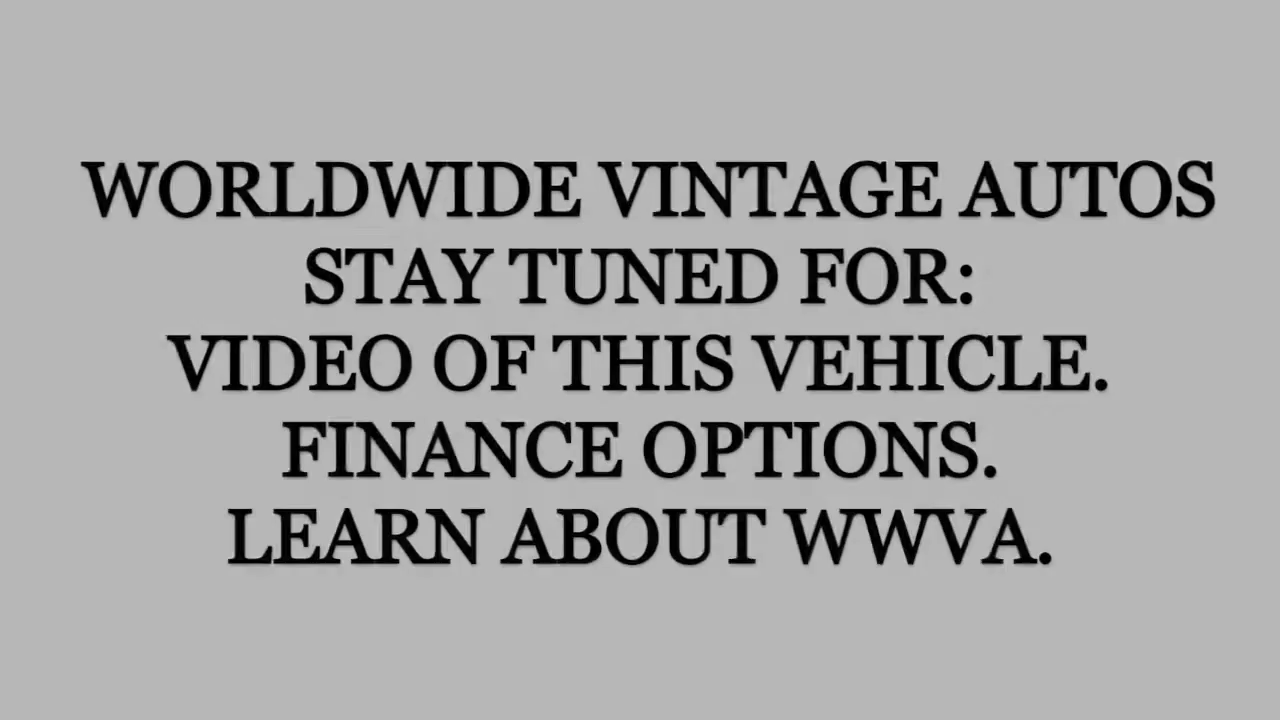 WORLDWIDE VINTAGE AUTOS
STAY TUNED FOR:
VIDEO OF THIS VEHICLE.
FINANCE OPTIONS.
LEARN ABOUT WWVA.